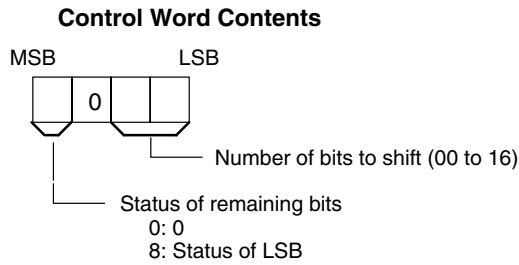 Control Word Contents
MSB LSB
0
Number of bits to shift (00 to 16)
Status of remaining bits
0: 0
8: Status of LSB